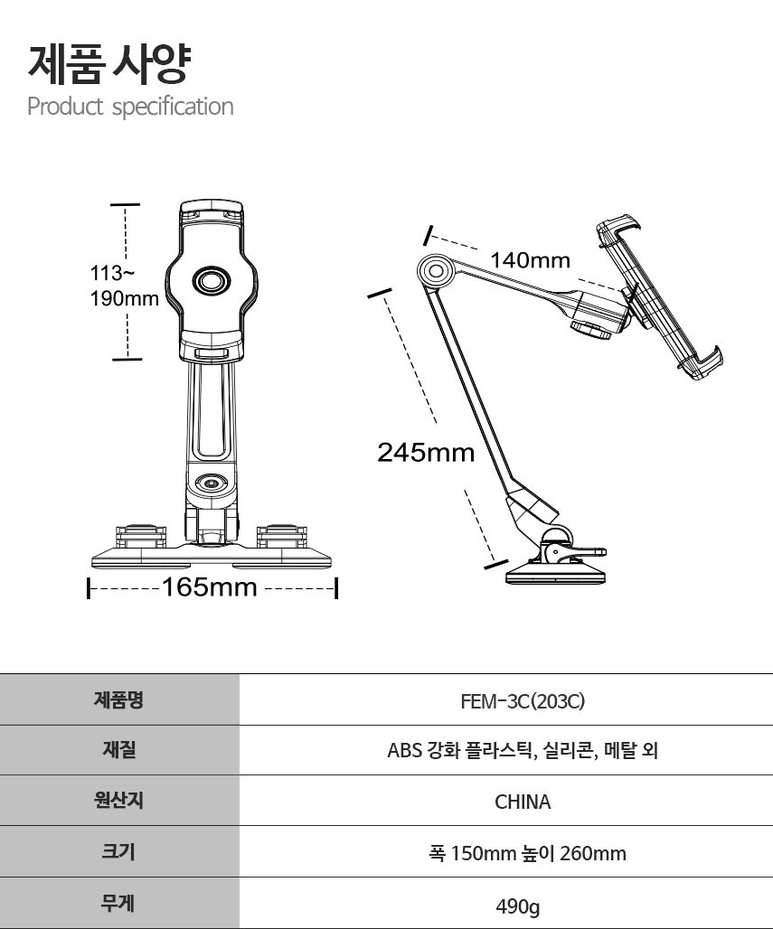 제품 사양
Product specification
113~
190mm
140mm
245mm
165mm
제품명
FEM-3C(203C)
재질
ABS 강화 플라스틱, 실리콘, 메탈 외
원산지
CHINA
크기
폭 150mm 높이 260mm
무게
490g